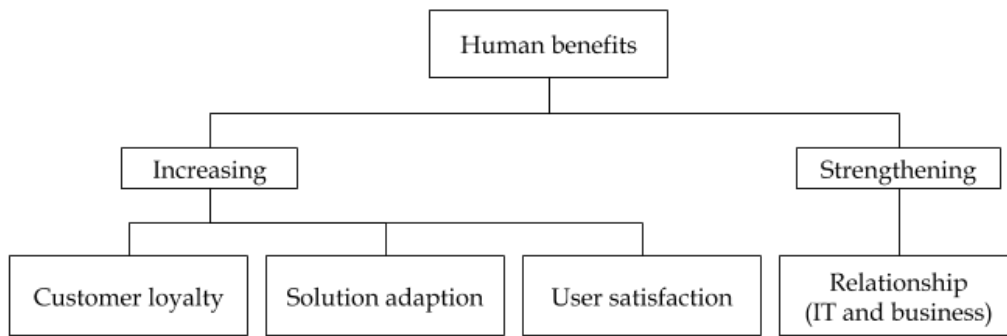 Human benefits
Increasing
Strengthening
Customer loyalty
Solution adaption
User satisfaction
Relationship
(IT and business)